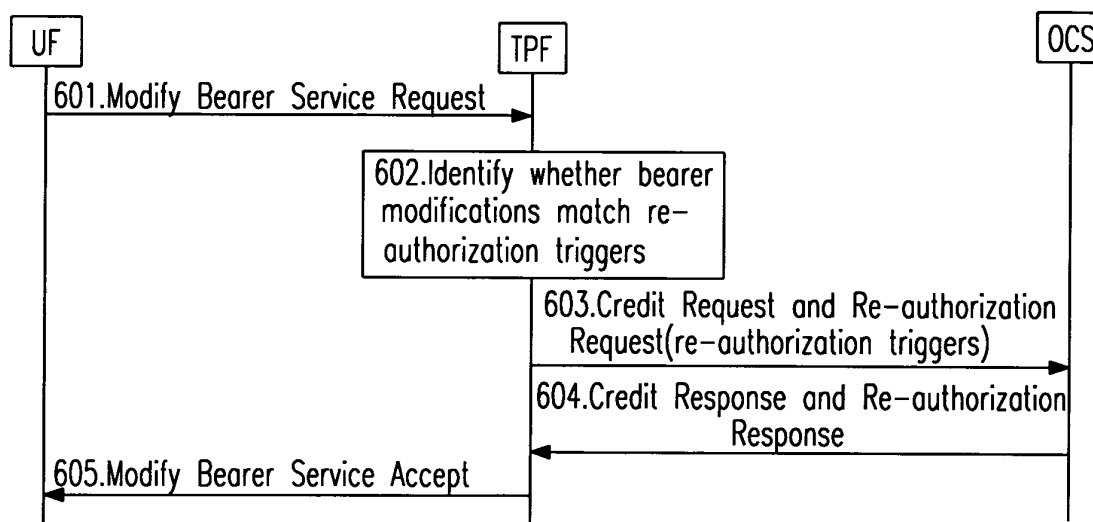 UF
TPF
OCS
601.Modify Bearer Service Request
602.Identify whether bearer
modifications match re-
authorization triggers
603.Credit Request and Re-authorization
Request(re-authorization triggers)
604.Credit Response and Re-authorization
Response
605.Modify Bearer Service Accept